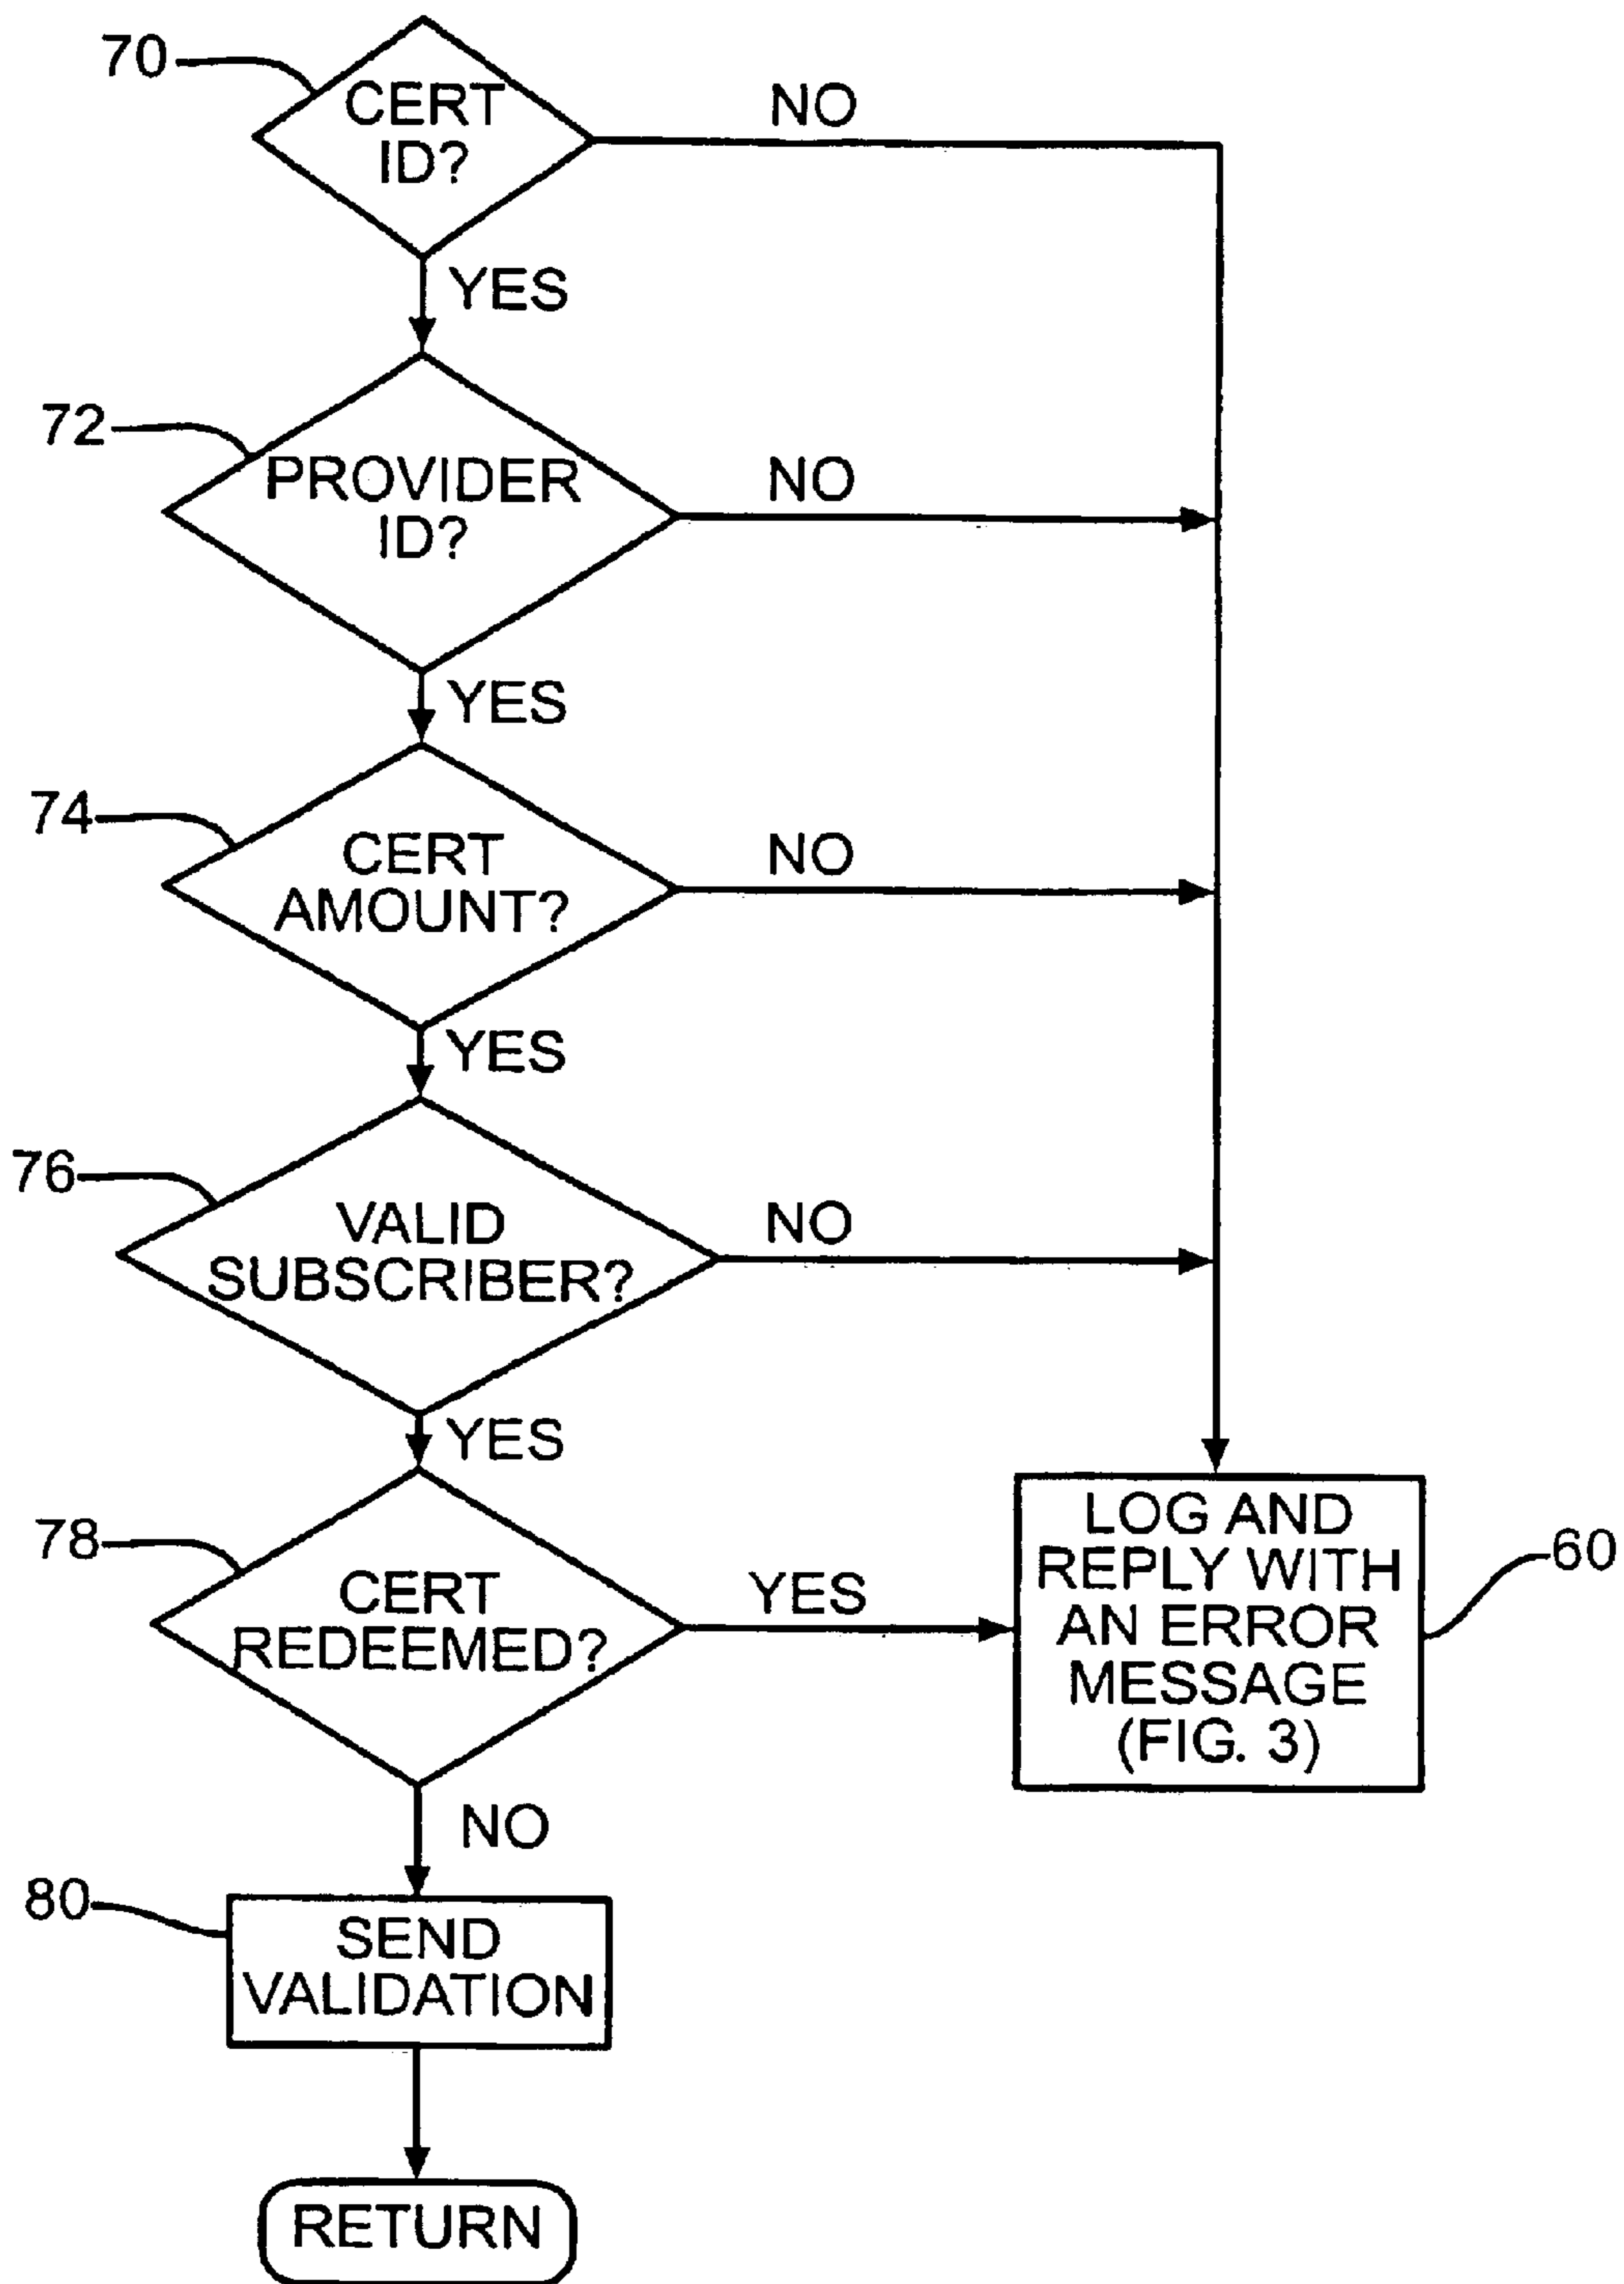 70
CERT
ID?
NO
YES
72
PROVIDER
ID?
NO
YES
74
CERT
AMOUNT?
NO
YES
76
VALID
SUBSCRIBER?
NO
YES
78
CERT
REDEEMED?
YES
LOG AND
REPLY WITH
AN ERROR
MESSAGE
(FIG. 3)
60
NO
80
SEND
VALIDATION
RETURN